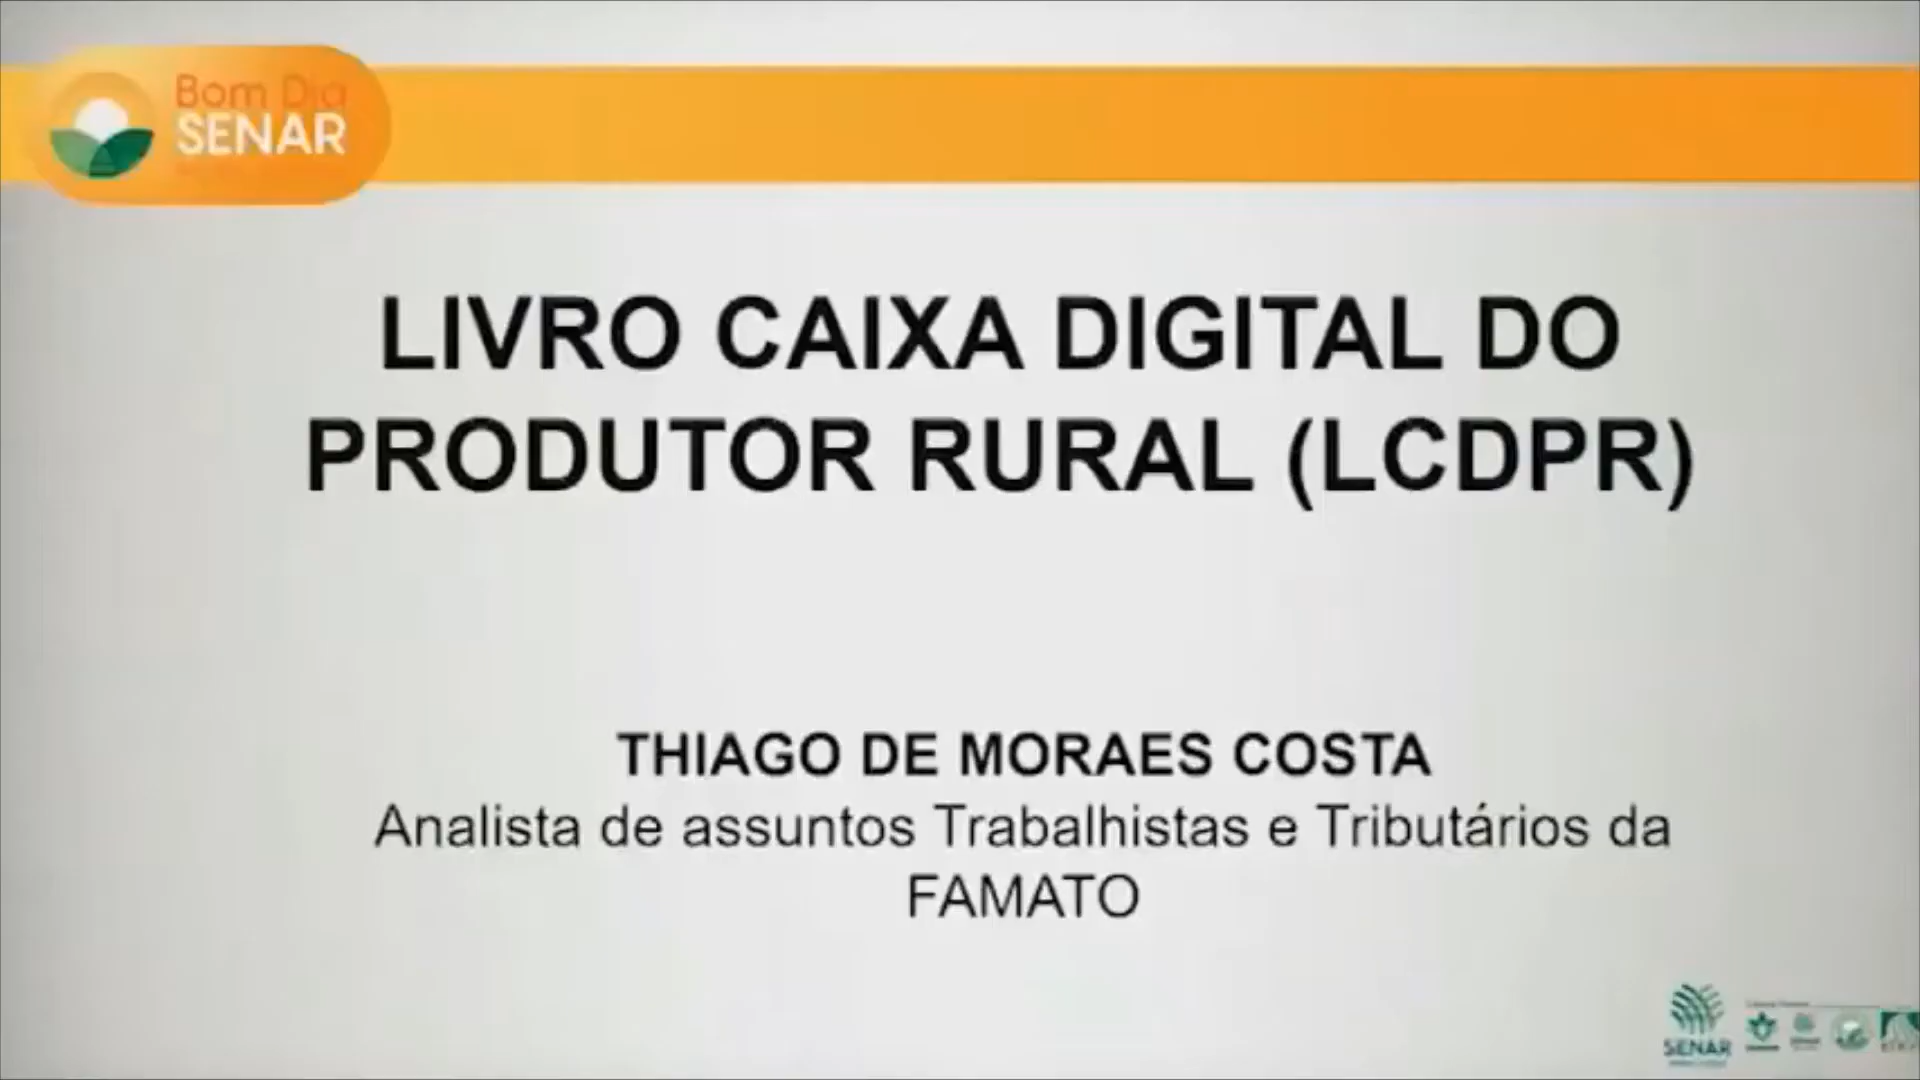 Bom Dia
SENAR
LIVRO CAIXA DIGITAL DO
PRODUTOR RURAL (LCDPR)
THIAGO DE MORAES COSTA
Analista de assuntos Trabalhistas e Tributários da
FAMATO
SENAR